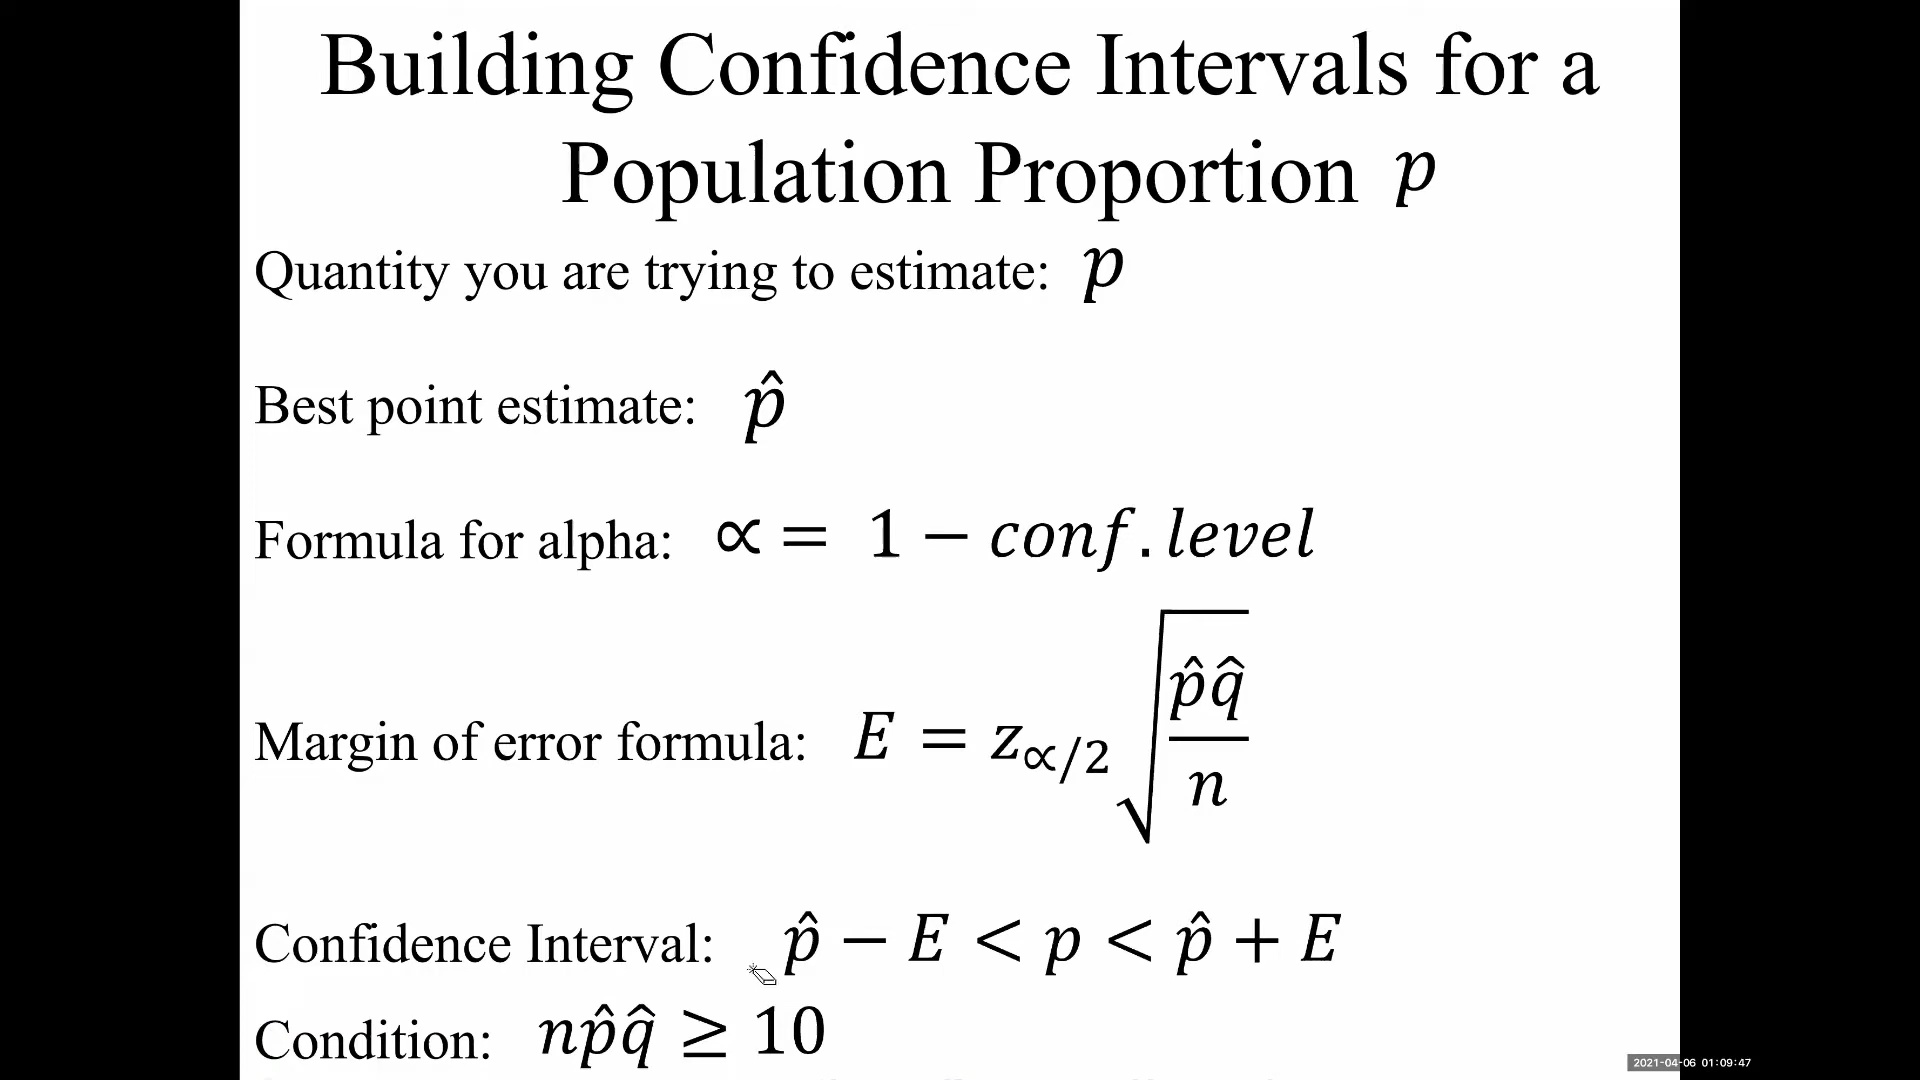 Building Confidence Intervals for a
Population Proportion p
Quantity you are trying to estimate: p
Best point estimate: p̂
Formula for alpha: ∝ = 1 − conf.level
Margin of error formula: E = z∝/2 √(p̂q̂/n)
Confidence Interval: p̂ − E < p < p̂ + E
Condition: np̂q̂ ≥ 10
2021-04-06 01:09:47